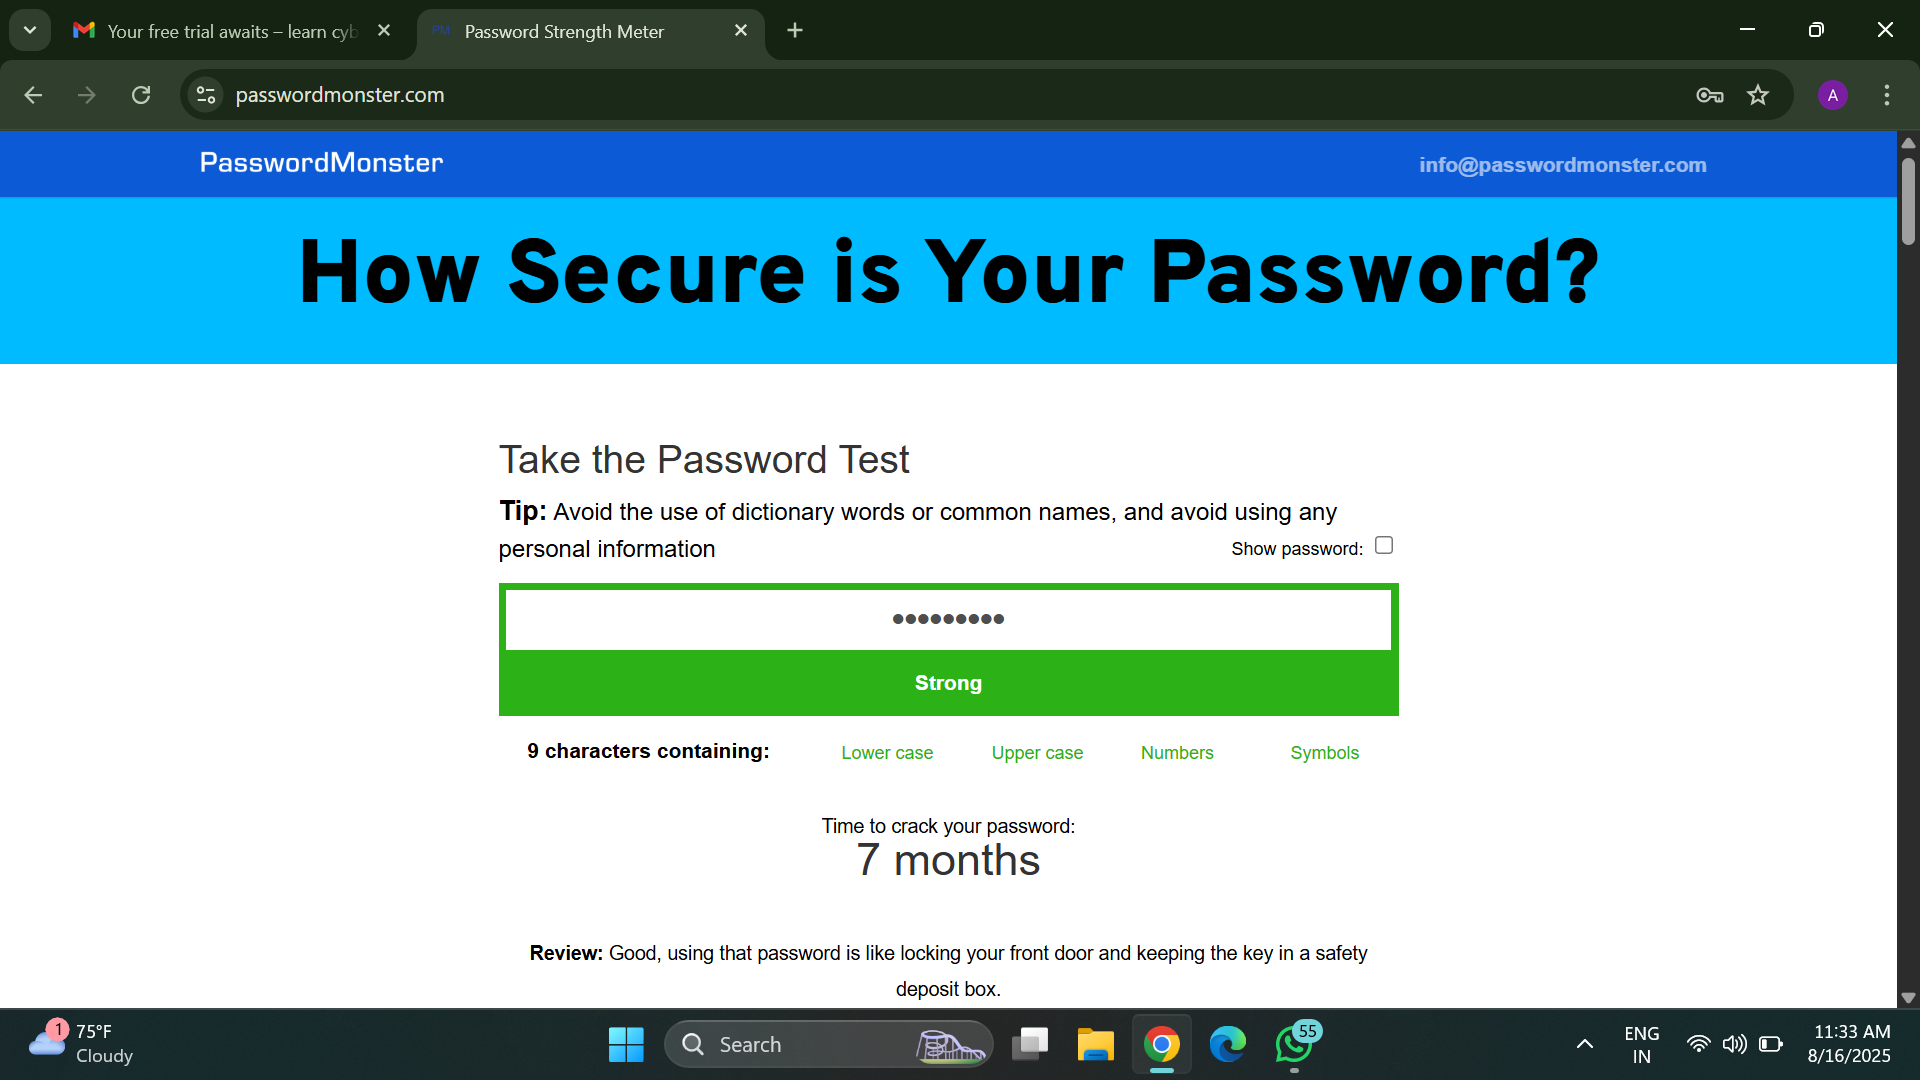 Your free trial awaits – learn cyb
PM Password Strength Meter
passwordmonster.com
A
PasswordMonster
info@passwordmonster.com
How Secure is Your Password?
Take the Password Test
Tip: Avoid the use of dictionary words or common names, and avoid using any
personal information
Show password:
•••••••••
Strong
9 characters containing: Lower case Upper case Numbers Symbols
Time to crack your password:
7 months
Review: Good, using that password is like locking your front door and keeping the key in a safety
deposit box.
1
75°F
Cloudy
Search
55
ENG
IN
11:33 AM
8/16/2025